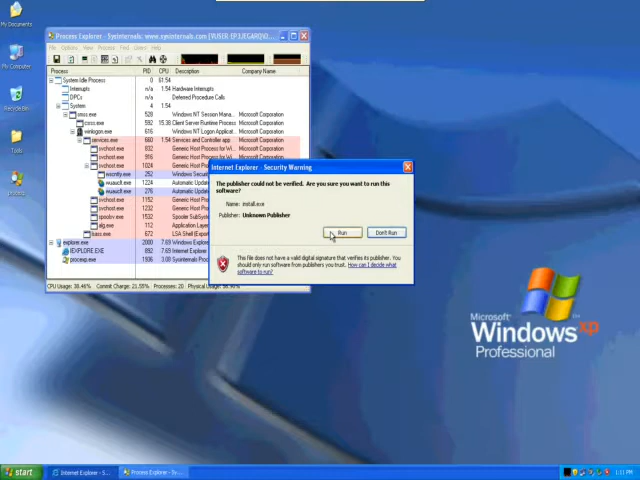 My Documents
My Computer
Recycle Bin
Tools
Process Explorer - Sysinternals: www.sysinternals.com
File Options View Process Find Users Help
Process PID CPU Description Company Name
System Idle Process 0 61.54
Interrupts n/a 1.54 Hardware Interrupts
DPCs n/a Deferred Procedure Calls
System 4 1.54
smss.exe 528 Windows NT Session Mana... Microsoft Corporation
csrss.exe 592 15.38 Client Server Runtime Process Microsoft Corporation
winlogon.exe 616 Windows NT Logon Applicat... Microsoft Corporation
services.exe 660 1.54 Services and Controller app Microsoft Corporation
svchost.exe 832 Generic Host Process for Wi... Microsoft Corporation
svchost.exe 916 Generic Host Process for Wi... Microsoft Corporation
svchost.exe 1024 Generic Host Pro
wscntfy.exe 252 Windows Securi
wuauclt.exe 1224 Automatic Updat
wuauclt.exe 276 Automatic Updat
svchost.exe 1152 Generic Host Pro
svchost.exe 1232 Generic Host Pro
spoolsv.exe 1532 Spooler SubSyste
alg.exe 112 Application Layer
lsass.exe 672 LSA Shell (Export
explorer.exe 2000 7.69 Windows Explore
IEXPLORE.EXE 892 7.69 Internet Explorer
procexp.exe 1936 3.09 Sysinternals Proc
CPU Usage: 38.46% Commit Charge: 21.55% Processes: 20 Physical
Internet Explorer - Security Warning
The publisher could not be verified. Are you sure you want to run this
software?
Name: install.exe
Publisher: Unknown Publisher
Run Don't Run
This file does not have a valid digital signature that verifies its publisher. You
should only run software from publishers you trust. How can I decide what
software to run?
Microsoft
Windows xp
Professional
start Internet Explorer - S... Process Explorer - Sy... 1:11 PM